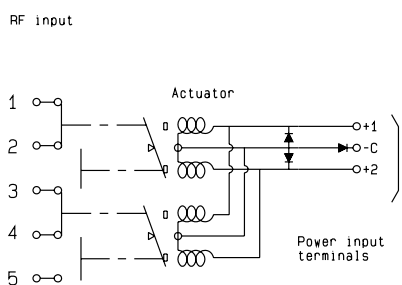 RF input
Actuator
1
2
3
4
5
+1
-C
+2
Power input
terminals